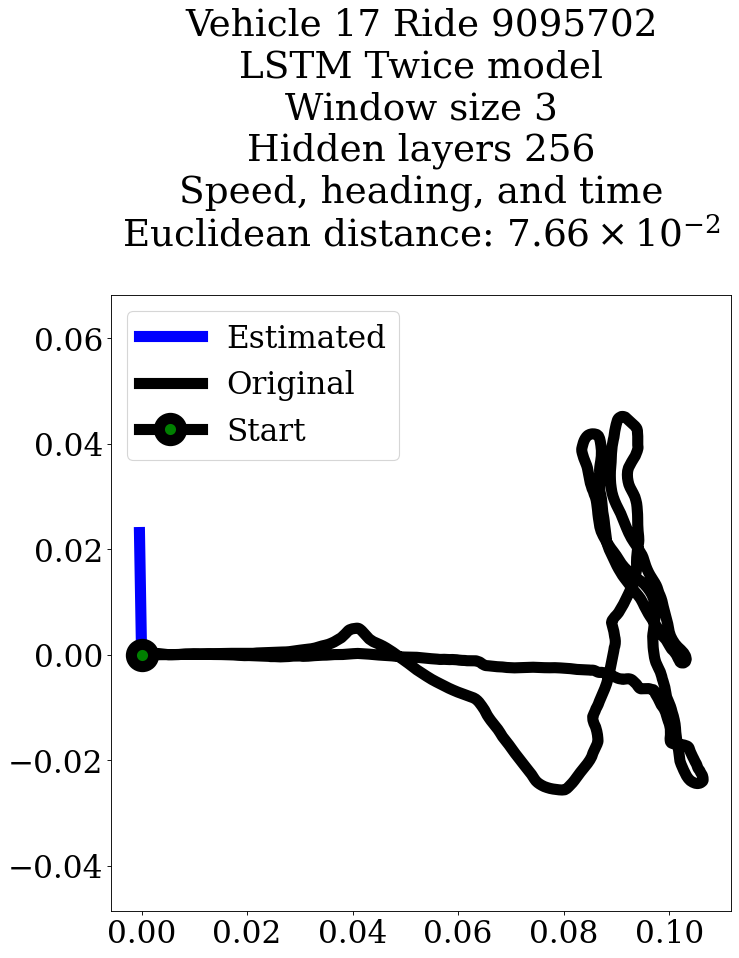 Vehicle 17 Ride 9095702
LSTM Twice model
Window size 3
Hidden layers 256
Speed, heading, and time
Euclidean distance: 7.66 × 10⁻²
Estimated
Original
Start
0.06
0.04
0.02
0.00
−0.02
−0.04
0.00 0.02 0.04 0.06 0.08 0.10